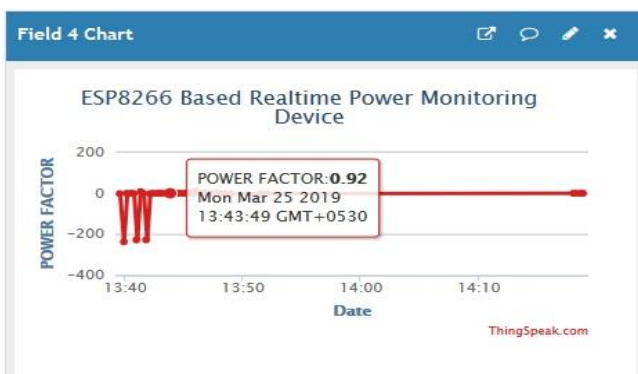 Field 4 Chart
ESP8266 Based Realtime Power Monitoring
Device
POWER FACTOR
200
0
-200
-400
POWER FACTOR:0.92
Mon Mar 25 2019
13:43:49 GMT+0530
13:40
13:50
14:00
14:10
Date
ThingSpeak.com